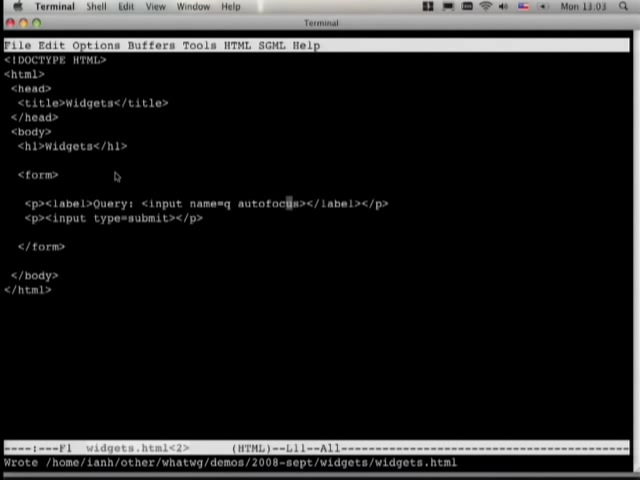 Terminal Shell Edit View Window Help Mon 13:03
Terminal
File Edit Options Buffers Tools HTML SGML Help
<!DOCTYPE HTML>
<html>
<head>
<title>Widgets</title>
</head>
<body>
<h1>Widgets</h1>
<form>
<p><label>Query: <input name=q autofocus></label></p>
<p><input type=submit></p>
</form>
</body>
</html>
----:---F1 widgets.html<2> (HTML)--L11--All----------------------------------------
Wrote /home/ianh/other/whatwg/demos/2008-sept/widgets/widgets.html